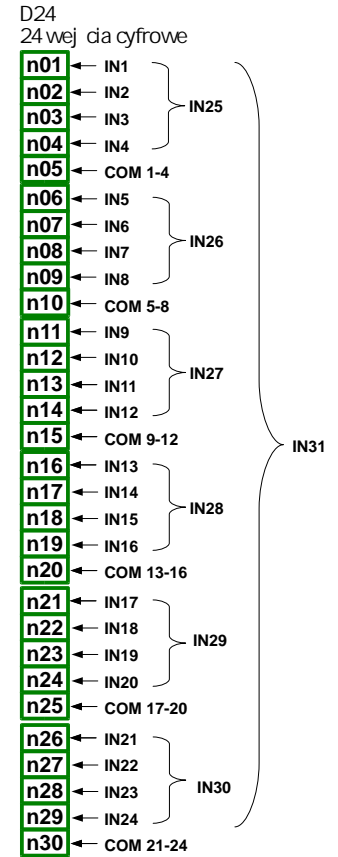 D24
24 wej cia cyfrowe
n01 IN1
n02 IN2
IN25
n03 IN3
n04 IN4
n05 COM 1-4
n06 IN5
n07 IN6
IN26
n08 IN7
n09 IN8
n10 COM 5-8
n11 IN9
n12 IN10
IN27
n13 IN11
n14 IN12
n15 COM 9-12
IN31
n16 IN13
n17 IN14
IN28
n18 IN15
n19 IN16
n20 COM 13-16
n21 IN17
n22 IN18
IN29
n23 IN19
n24 IN20
n25 COM 17-20
n26 IN21
n27 IN22
IN30
n28 IN23
n29 IN24
n30 COM 21-24